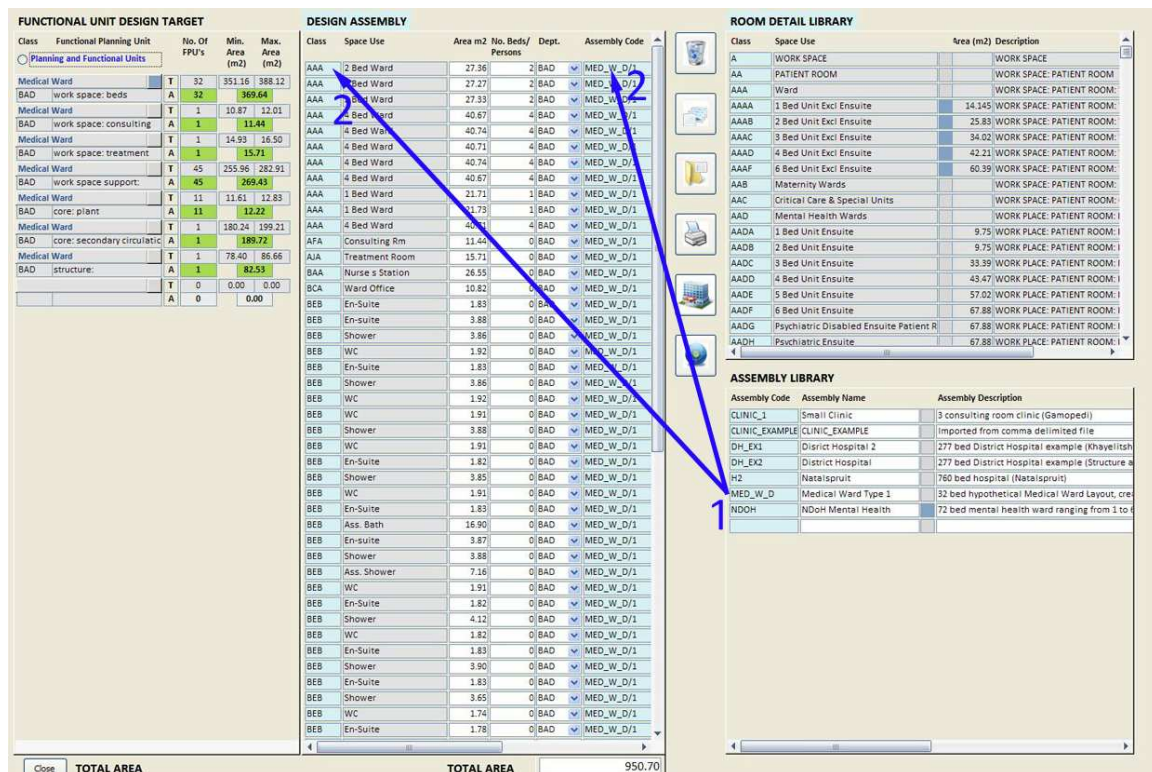 FUNCTIONAL UNIT DESIGN TARGET
Class Functional Planning Unit No. Of FPU's Min. Area (m2) Max. Area (m2)
Planning and Functional Units
Medical Ward T 32 351.16 388.12
BAD work space: beds A 32 369.64
Medical Ward T 1 10.87 12.01
BAD work space: consulting A 1 11.44
Medical Ward T 1 14.93 16.50
BAD work space: treatment A 1 15.71
Medical Ward T 45 255.96 282.91
BAD work space support: A 45 269.43
Medical Ward T 11 11.61 12.83
BAD core: plant A 11 12.22
Medical Ward T 1 180.24 199.21
BAD core: secondary circulatic A 1 189.72
Medical Ward T 1 78.40 86.66
BAD structure: A 1 82.53
T 0 0.00 0.00
A 0 0.00
Close TOTAL AREA
DESIGN ASSEMBLY
Class Space Use Area m2 No. Beds/ Persons Dept. Assembly Code
AAA 2 Bed Ward 27.36 2 BAD MED_W_D/1
AAA Bed Ward 27.27 2 BAD MED_W_D/1
AAA Bed Ward 27.33 2 BAD MED_W_D/1
AAA 4 Bed Ward 40.67 4 BAD MED_W_D/1
AAA 4 Bed Ward 40.74 4 BAD MED_W_D/1
AAA 4 Bed Ward 40.71 4 BAD MED_W_D/1
AAA 4 Bed Ward 40.74 4 BAD MED_W_D/1
AAA 4 Bed Ward 40.67 4 BAD MED_W_D/1
AAA 1 Bed Ward 21.71 1 BAD MED_W_D/1
AAA 1 Bed Ward 21.73 1 BAD MED_W_D/1
AAA 4 Bed Ward 4 BAD MED_W_D/1
AFA Consulting Rm 11.44 0 BAD MED_W_D/1
AJA Treatment Room 15.71 0 BAD MED_W_D/1
BAA Nurse s Station 26.55 0 BAD MED_W_D/1
BCA Ward Office 10.82 0 BAD MED_W_D/1
BEB En-Suite 1.83 0 BAD MED_W_D/1
BEB En-suite 3.88 0 BAD MED_W_D/1
BEB Shower 3.86 0 BAD MED_W_D/1
BEB WC 1.92 0 BAD MED_W_D/1
BEB En-Suite 1.83 0 BAD MED_W_D/1
BEB Shower 3.86 0 BAD MED_W_D/1
BEB WC 1.92 0 BAD MED_W_D/1
BEB WC 1.91 0 BAD MED_W_D/1
BEB Shower 3.88 0 BAD MED_W_D/1
BEB WC 1.91 0 BAD MED_W_D/1
BEB En-Suite 1.82 0 BAD MED_W_D/1
BEB Shower 3.85 0 BAD MED_W_D/1
BEB WC 1.91 0 BAD MED_W_D/1
BEB En-Suite 1.83 0 BAD MED_W_D/1
BEB Ass. Bath 16.90 0 BAD MED_W_D/1
BEB En-suite 3.87 0 BAD MED_W_D/1
BEB Shower 3.88 0 BAD MED_W_D/1
BEB Ass. Shower 7.16 0 BAD MED_W_D/1
BEB WC 1.91 0 BAD MED_W_D/1
BEB En-Suite 1.82 0 BAD MED_W_D/1
BEB Shower 4.12 0 BAD MED_W_D/1
BEB WC 1.82 0 BAD MED_W_D/1
BEB En-Suite 1.83 0 BAD MED_W_D/1
BEB Shower 3.90 0 BAD MED_W_D/1
BEB En-Suite 1.83 0 BAD MED_W_D/1
BEB Shower 3.65 0 BAD MED_W_D/1
BEB WC 1.74 0 BAD MED_W_D/1
BEB En-Suite 1.78 0 BAD MED_W_D/1
TOTAL AREA 950.70
2
2
1
ROOM DETAIL LIBRARY
Class Space Use Area (m2) Description
A WORK SPACE WORK SPACE
AA PATIENT ROOM WORK SPACE: PATIENT ROOM
AAA Ward WORK SPACE: PATIENT ROOM:
AAAA 1 Bed Unit Excl Ensuite 14.145 WORK SPACE: PATIENT ROOM:
AAAB 2 Bed Unit Excl Ensuite 25.83 WORK SPACE: PATIENT ROOM:
AAAC 3 Bed Unit Excl Ensuite 34.02 WORK SPACE: PATIENT ROOM:
AAAD 4 Bed Unit Excl Ensuite 42.21 WORK SPACE: PATIENT ROOM:
AAAF 6 Bed Unit Excl Ensuite 60.39 WORK SPACE: PATIENT ROOM:
AAB Maternity Wards WORK SPACE: PATIENT ROOM:
AAC Critical Care & Special Units WORK SPACE: PATIENT ROOM:
AAD Mental Health Wards WORK SPACE: PATIENT ROOM:
AADA 1 Bed Unit Ensuite 9.75 WORK PLACE: PATIENT ROOM:
AADB 2 Bed Unit Ensuite 9.75 WORK PLACE: PATIENT ROOM:
AADC 3 Bed Unit Ensuite 33.39 WORK PLACE: PATIENT ROOM:
AADD 4 Bed Unit Ensuite 43.47 WORK PLACE: PATIENT ROOM:
AADE 5 Bed Unit Ensuite 57.02 WORK PLACE: PATIENT ROOM:
AADF 6 Bed Unit Ensuite 67.88 WORK PLACE: PATIENT ROOM:
AADG Psychiatric Disabled Ensuite Patient R 67.88 WORK PLACE: PATIENT ROOM:
AADH Psychiatric Ensuite 67.88 WORK PLACE: PATIENT ROOM:
ASSEMBLY LIBRARY
Assembly Code Assembly Name Assembly Description
CLINIC_1 Small Clinic 3 consulting room clinic (Gamopedi)
CLINIC_EXAMPLE CLINIC_EXAMPLE Imported from comma delimited file
DH_EX1 Disrict Hospital 2 277 bed District Hospital example (Khayelitsh
DH_EX2 District Hospital 277 bed District Hospital example (Structure a
H2 Natalspruit 760 bed hospital (Natalspruit)
MED_W_D Medical Ward Type 1 32 bed hypothetical Medical Ward Layout, crea
NDOH NDoH Mental Health 72 bed mental health ward ranging from 1 to 6